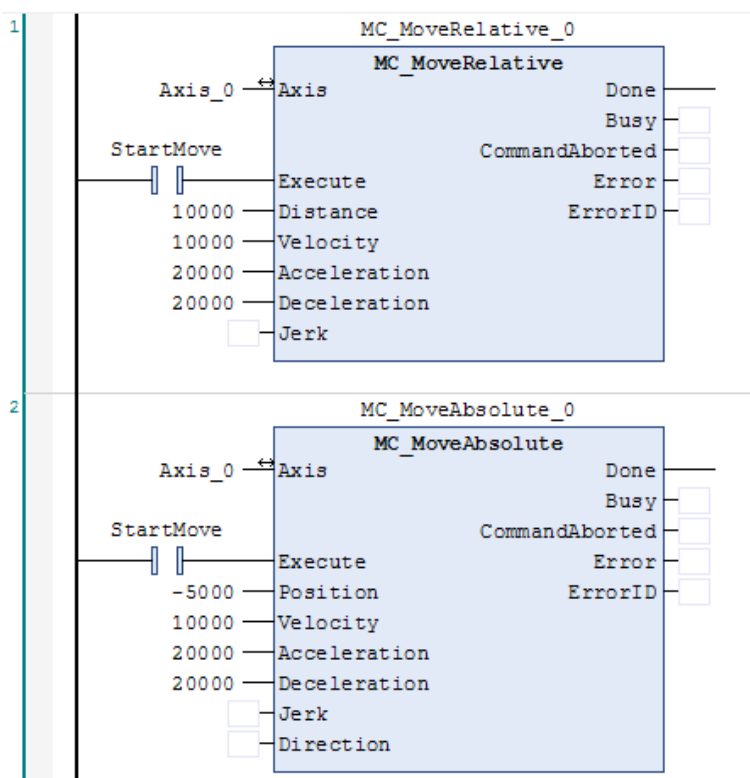 1
MC_MoveRelative_0
MC_MoveRelative
Axis_0 Axis Done
Busy
StartMove CommandAborted
Execute Error
10000 Distance ErrorID
10000 Velocity
20000 Acceleration
20000 Deceleration
Jerk
2
MC_MoveAbsolute_0
MC_MoveAbsolute
Axis_0 Axis Done
Busy
StartMove CommandAborted
Execute Error
-5000 Position ErrorID
10000 Velocity
20000 Acceleration
20000 Deceleration
Jerk
Direction